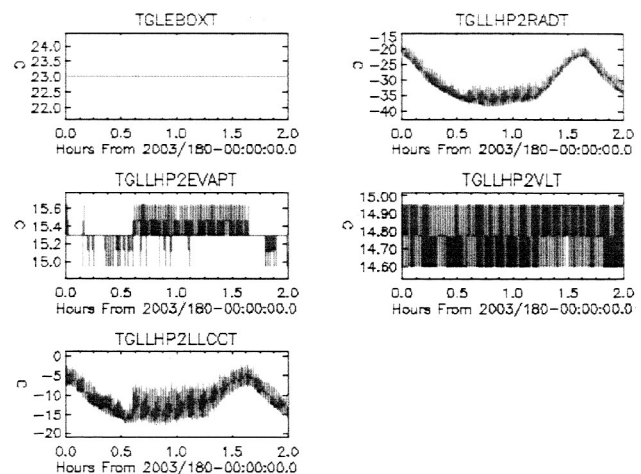 TGLEBOXT
24.0
23.5
23.0
22.5
22.0
C
0.0 0.5 1.0 1.5 2.0
Hours From 2003/180-00:00:00.0
TGLLHP2RADT
-15
-20
-25
-30
-35
-40
C
0.0 0.5 1.0 1.5 2.0
Hours From 2003/180-00:00:00.0
TGLLHP2EVAPT
15.6
15.4
15.2
15.0
C
0.0 0.5 1.0 1.5 2.0
Hours From 2003/180-00:00:00.0
TGLLHP2VLT
15.00
14.90
14.80
14.70
14.60
C
0.0 0.5 1.0 1.5 2.0
Hours From 2003/180-00:00:00.0
TGLLHP2LLCCT
0
-5
-10
-15
-20
C
0.0 0.5 1.0 1.5 2.0
Hours From 2003/180-00:00:00.0